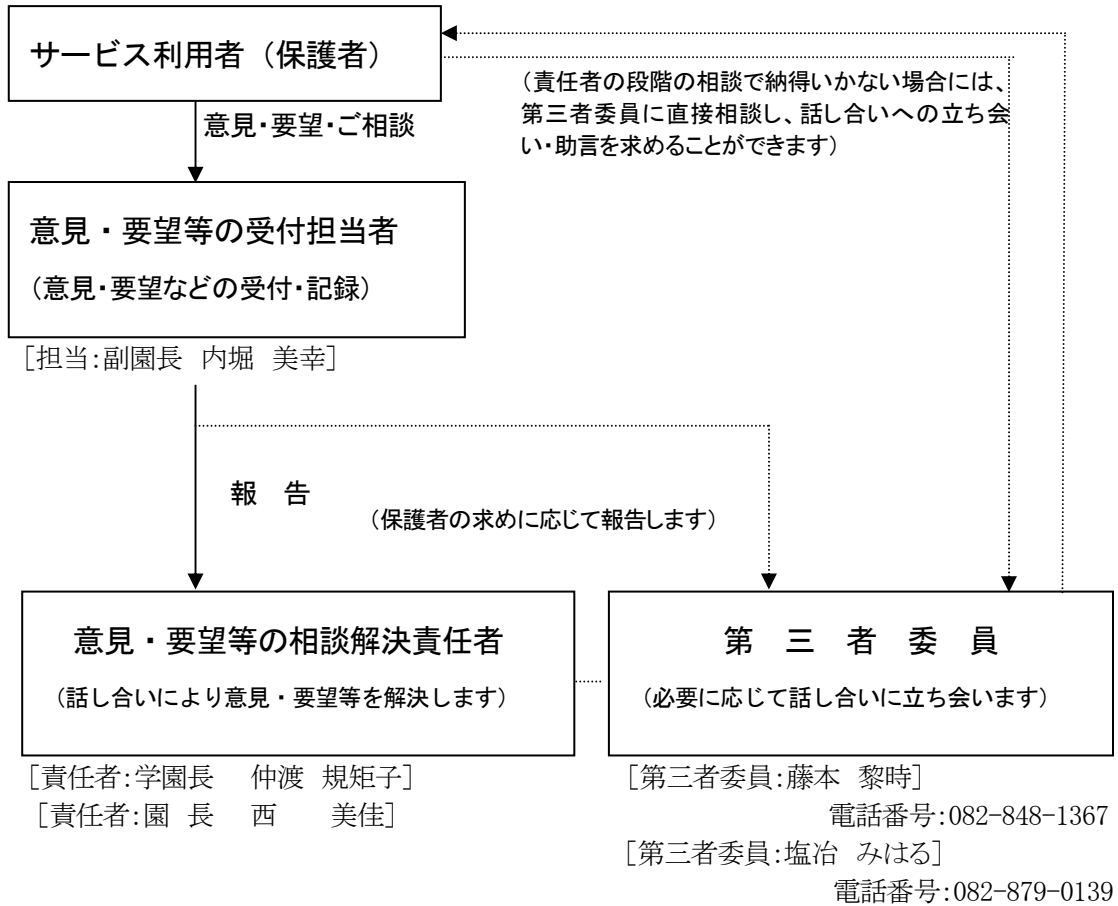 サービス利用者（保護者）
（責任者の段階の相談で納得いかない場合には、
第三者委員に直接相談し、話し合いへの立ち会
い・助言を求めることができます）
意見・要望・ご相談
意見・要望等の受付担当者
（意見・要望などの受付・記録）
［担当：副園長　内堀　美幸］
報　告
（保護者の求めに応じて報告します）
意見・要望等の相談解決責任者
（話し合いにより意見・要望等を解決します）
第　三　者　委　員
（必要に応じて話し合いに立ち会います）
［責任者：学園長　仲渡　規矩子］
［責任者：園　長　西　　美佳］
［第三者委員：藤本　黎時］
電話番号：082-848-1367
［第三者委員：塩冶　みはる］
電話番号：082-879-0139